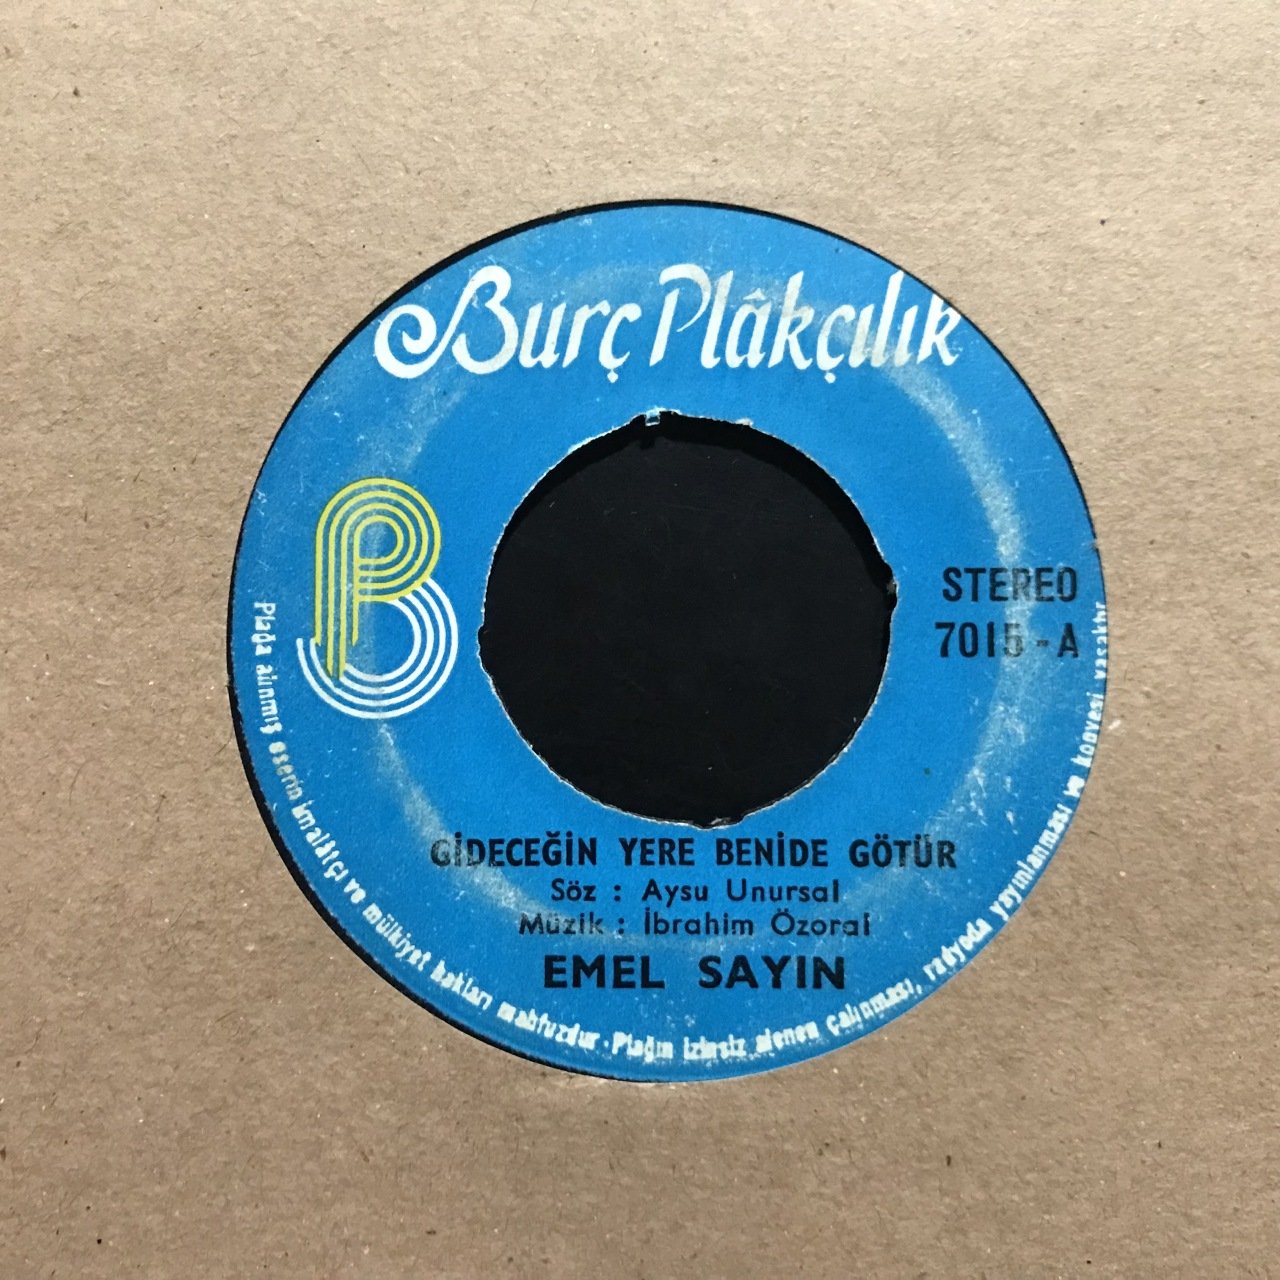 Burç Plâkçılık
STEREO
7015-A
GİDECEĞİN YERE BENİDE GÖTÜR
Söz : Aysu Unursal
Müzik : İbrahim Özoral
EMEL SAYIN
Plağa alınmış eserin imalâtçı ve mülkiyet hakları mahfuzdur. Plağın izinsiz alenen çalınması, radyoda yayınlanması ve kopyesi yasaktır